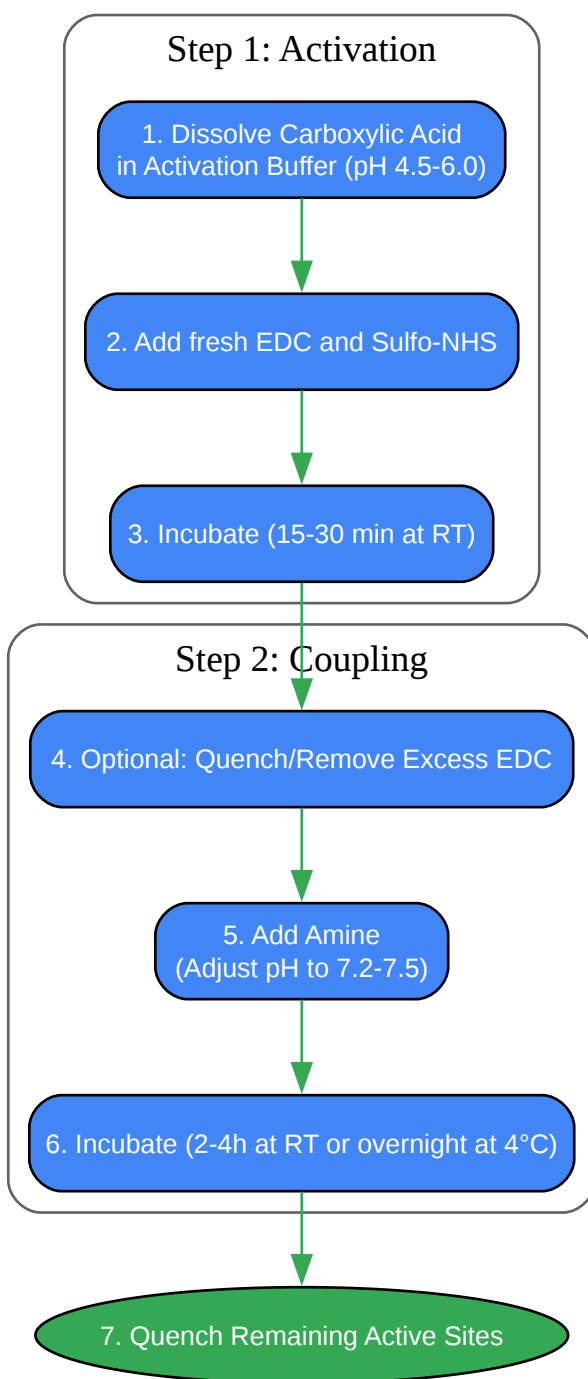 Step 1: Activation
1. Dissolve Carboxylic Acid
in Activation Buffer (pH 4.5-6.0)
2. Add fresh EDC and Sulfo-NHS
3. Incubate (15-30 min at RT)
Step 2: Coupling
4. Optional: Quench/Remove Excess EDC
5. Add Amine
(Adjust pH to 7.2-7.5)
6. Incubate (2-4h at RT or overnight at 4°C)
7. Quench Remaining Active Sites